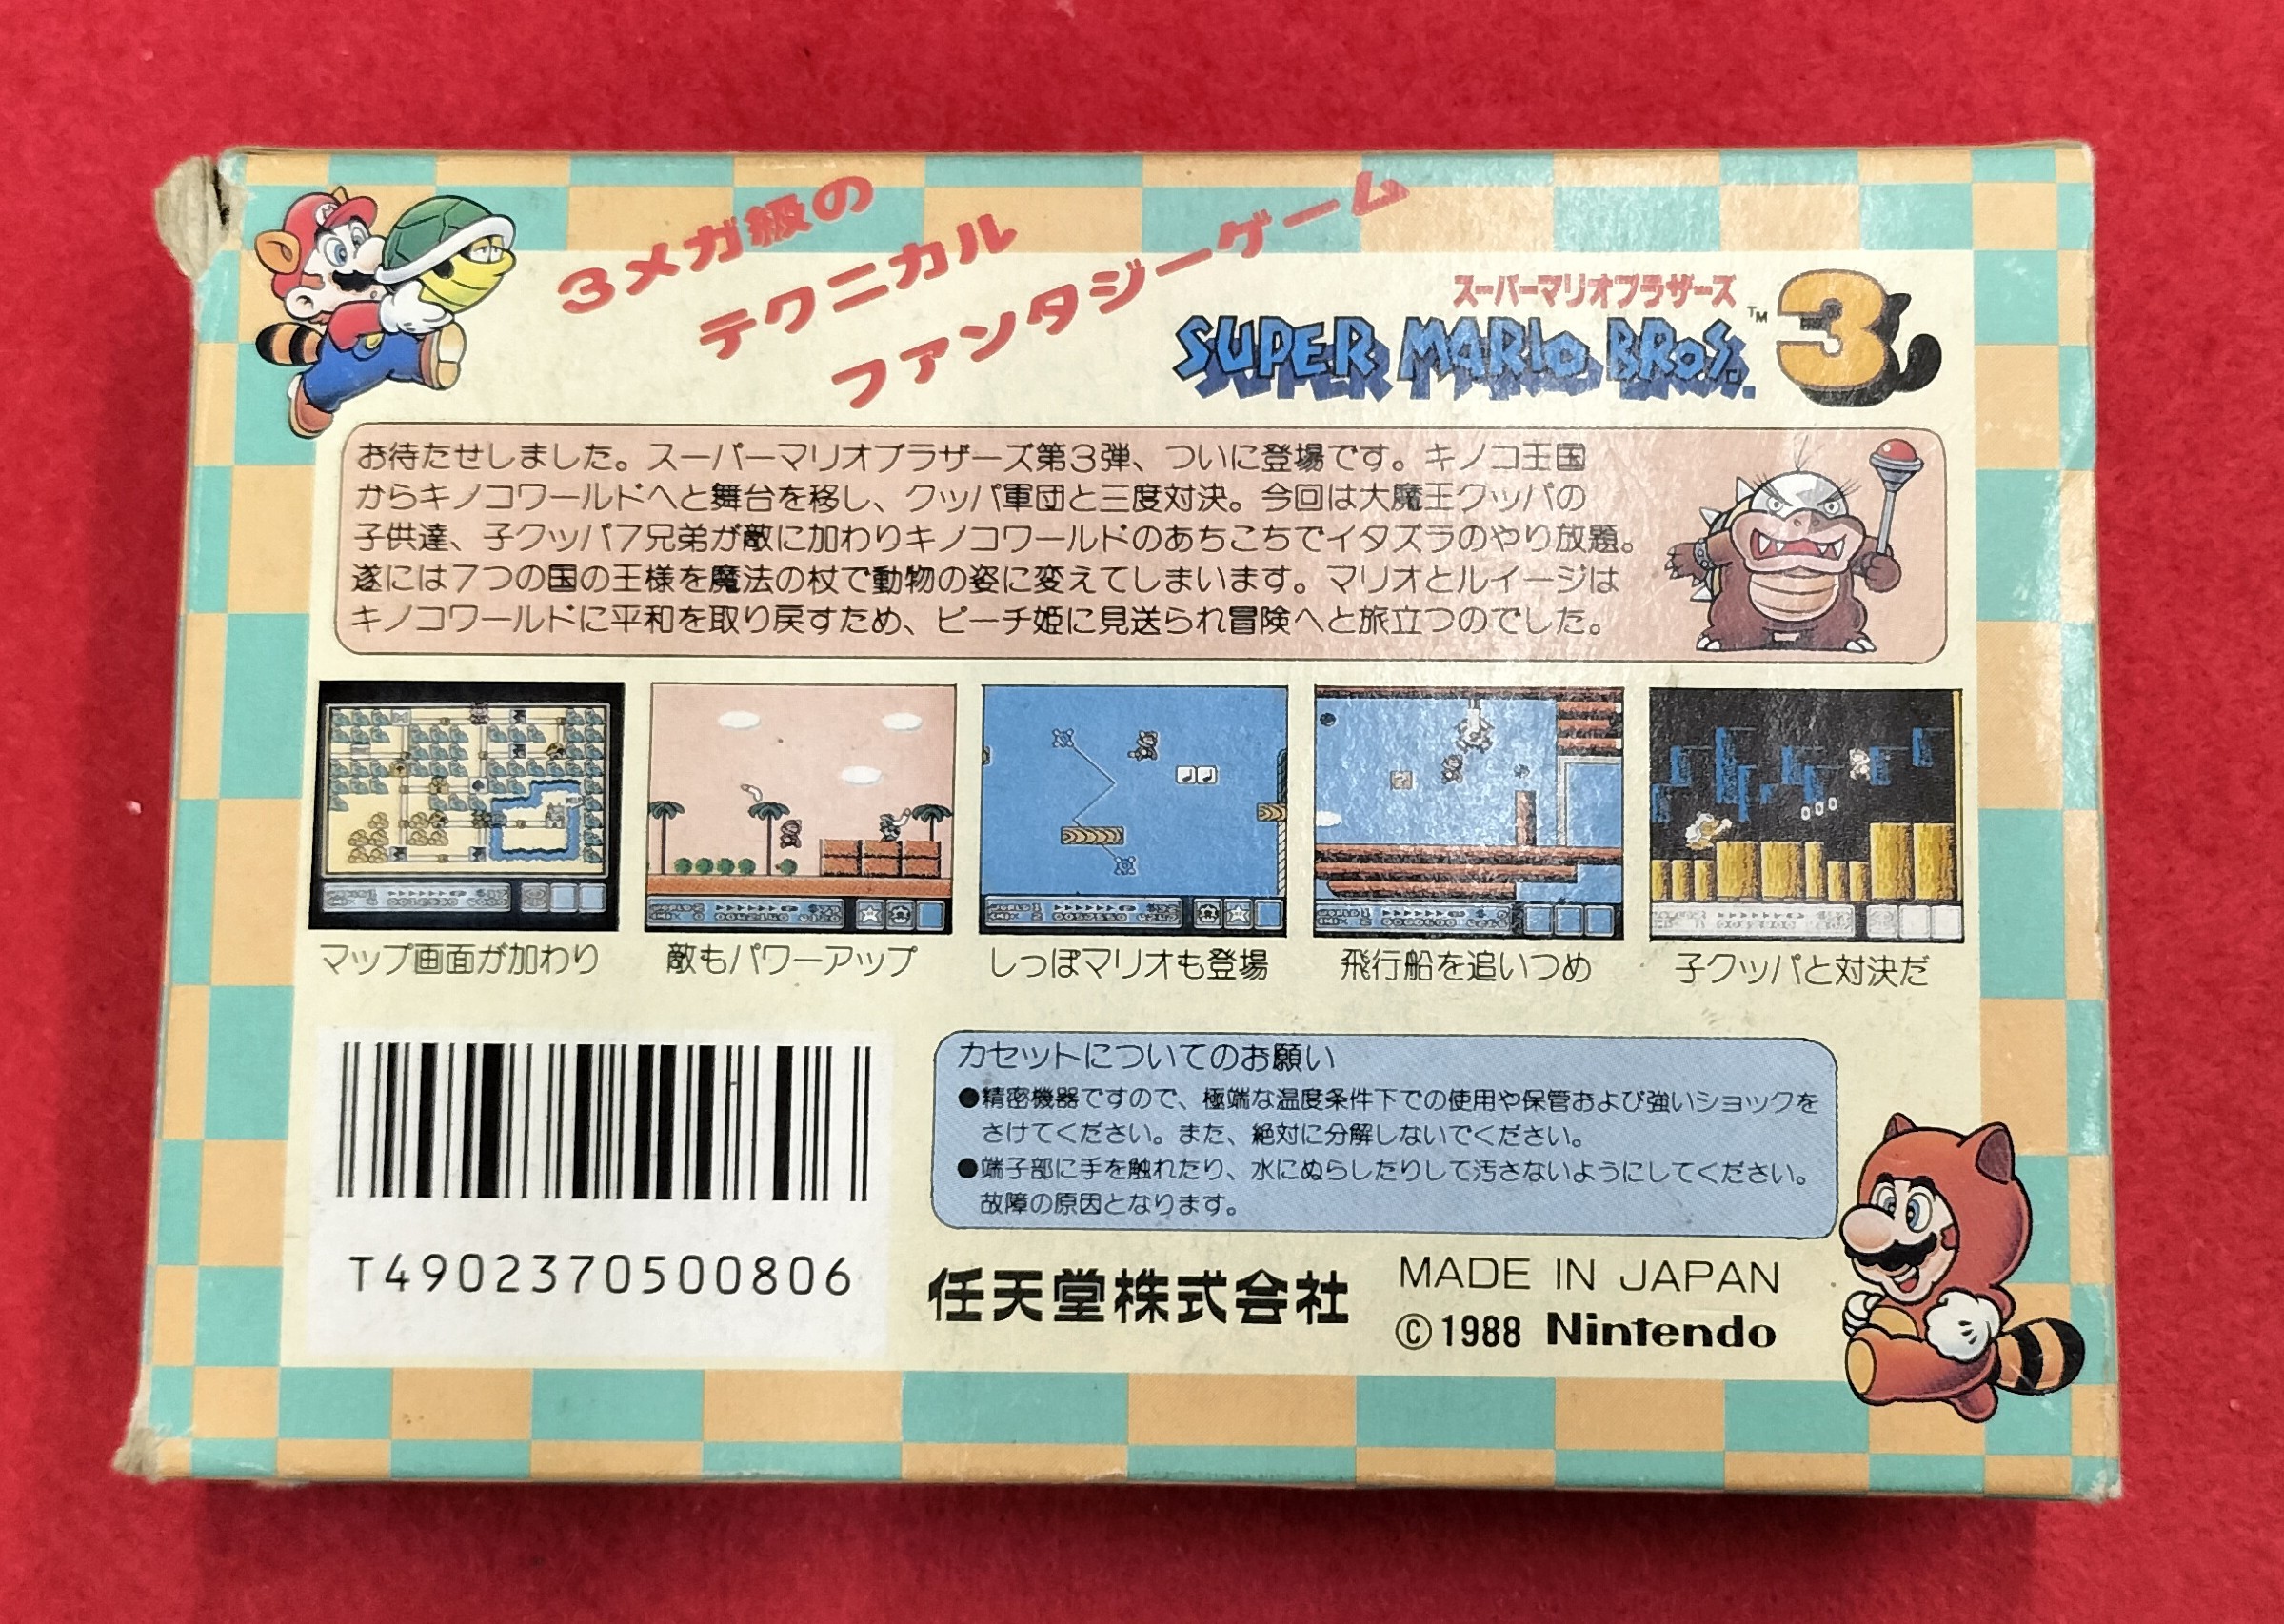 3メガ級の
テクニカル
ファンタジーゲーム
スーパーマリオブラザーズ
SUPER MARIO BROS.™ 3
お待たせしました。スーパーマリオブラザーズ第3弾、ついに登場です。キノコ王国
からキノコワールドへと舞台を移し、クッパ軍団と三度対決。今回は大魔王クッパの
子供達、子クッパ7兄弟が敵に加わりキノコワールドのあちこちでイタズラのやり放題。
遂には7つの国の王様を魔法の杖で動物の姿に変えてしまいます。マリオとルイージは
キノコワールドに平和を取り戻すため、ピーチ姫に見送られ冒険へと旅立つのでした。
マップ画面が加わり
敵もパワーアップ
しっぽマリオも登場
飛行船を追いつめ
子クッパと対決だ
カセットについてのお願い
●精密機器ですので、極端な温度条件下での使用や保管および強いショックを
さけてください。また、絶対に分解しないでください。
●端子部に手を触れたり、水にぬらしたりして汚さないようにしてください。
故障の原因となります。
T4902370500806
任天堂株式会社
MADE IN JAPAN
©1988 Nintendo